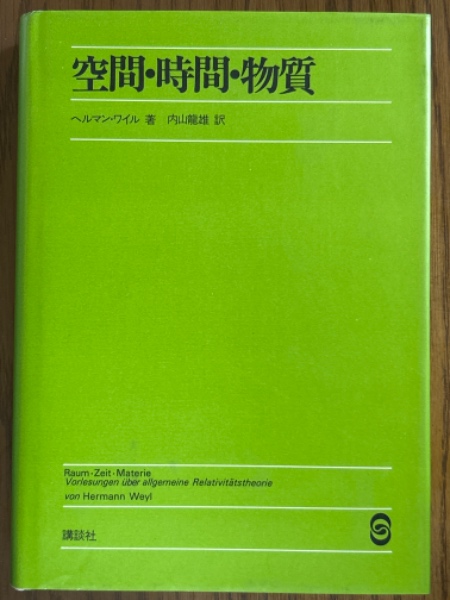 空間・時間・物質
ヘルマン・ワイル 著 内山龍雄 訳
Raum・Zeit・Materie
Vorlesungen über allgemeine Relativitätstheorie
von Hermann Weyl
講談社